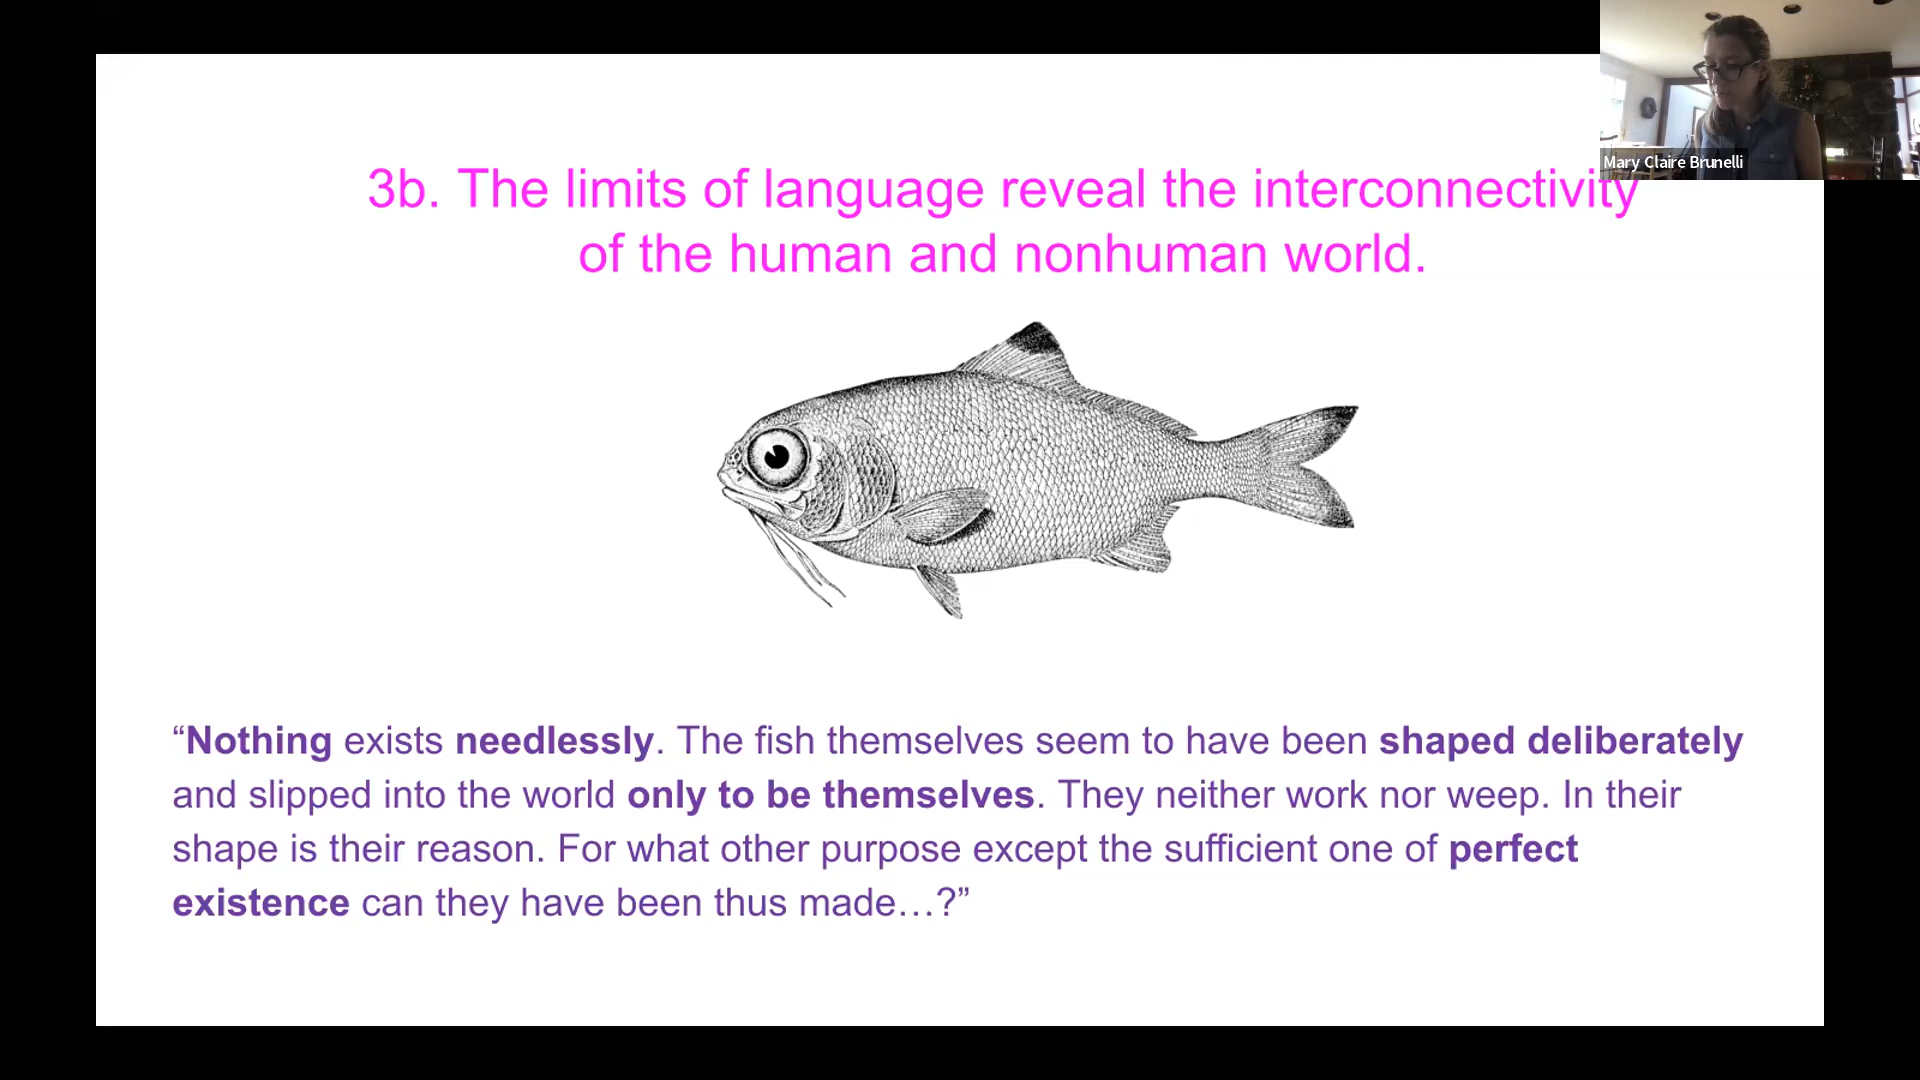 Mary Claire Brunelli
3b. The limits of language reveal the interconnectivity
of the human and nonhuman world.
“Nothing exists needlessly. The fish themselves seem to have been shaped deliberately
and slipped into the world only to be themselves. They neither work nor weep. In their
shape is their reason. For what other purpose except the sufficient one of perfect
existence can they have been thus made…?”